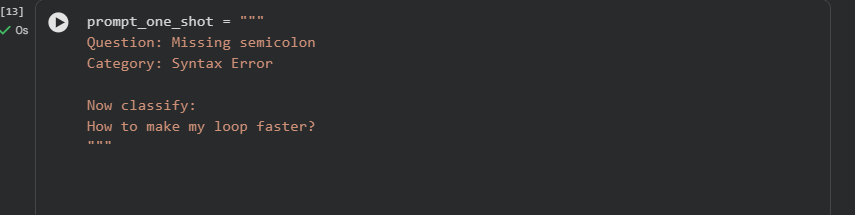 [13]
0s
prompt_one_shot = """
Question: Missing semicolon
Category: Syntax Error
Now classify:
How to make my loop faster?
"""